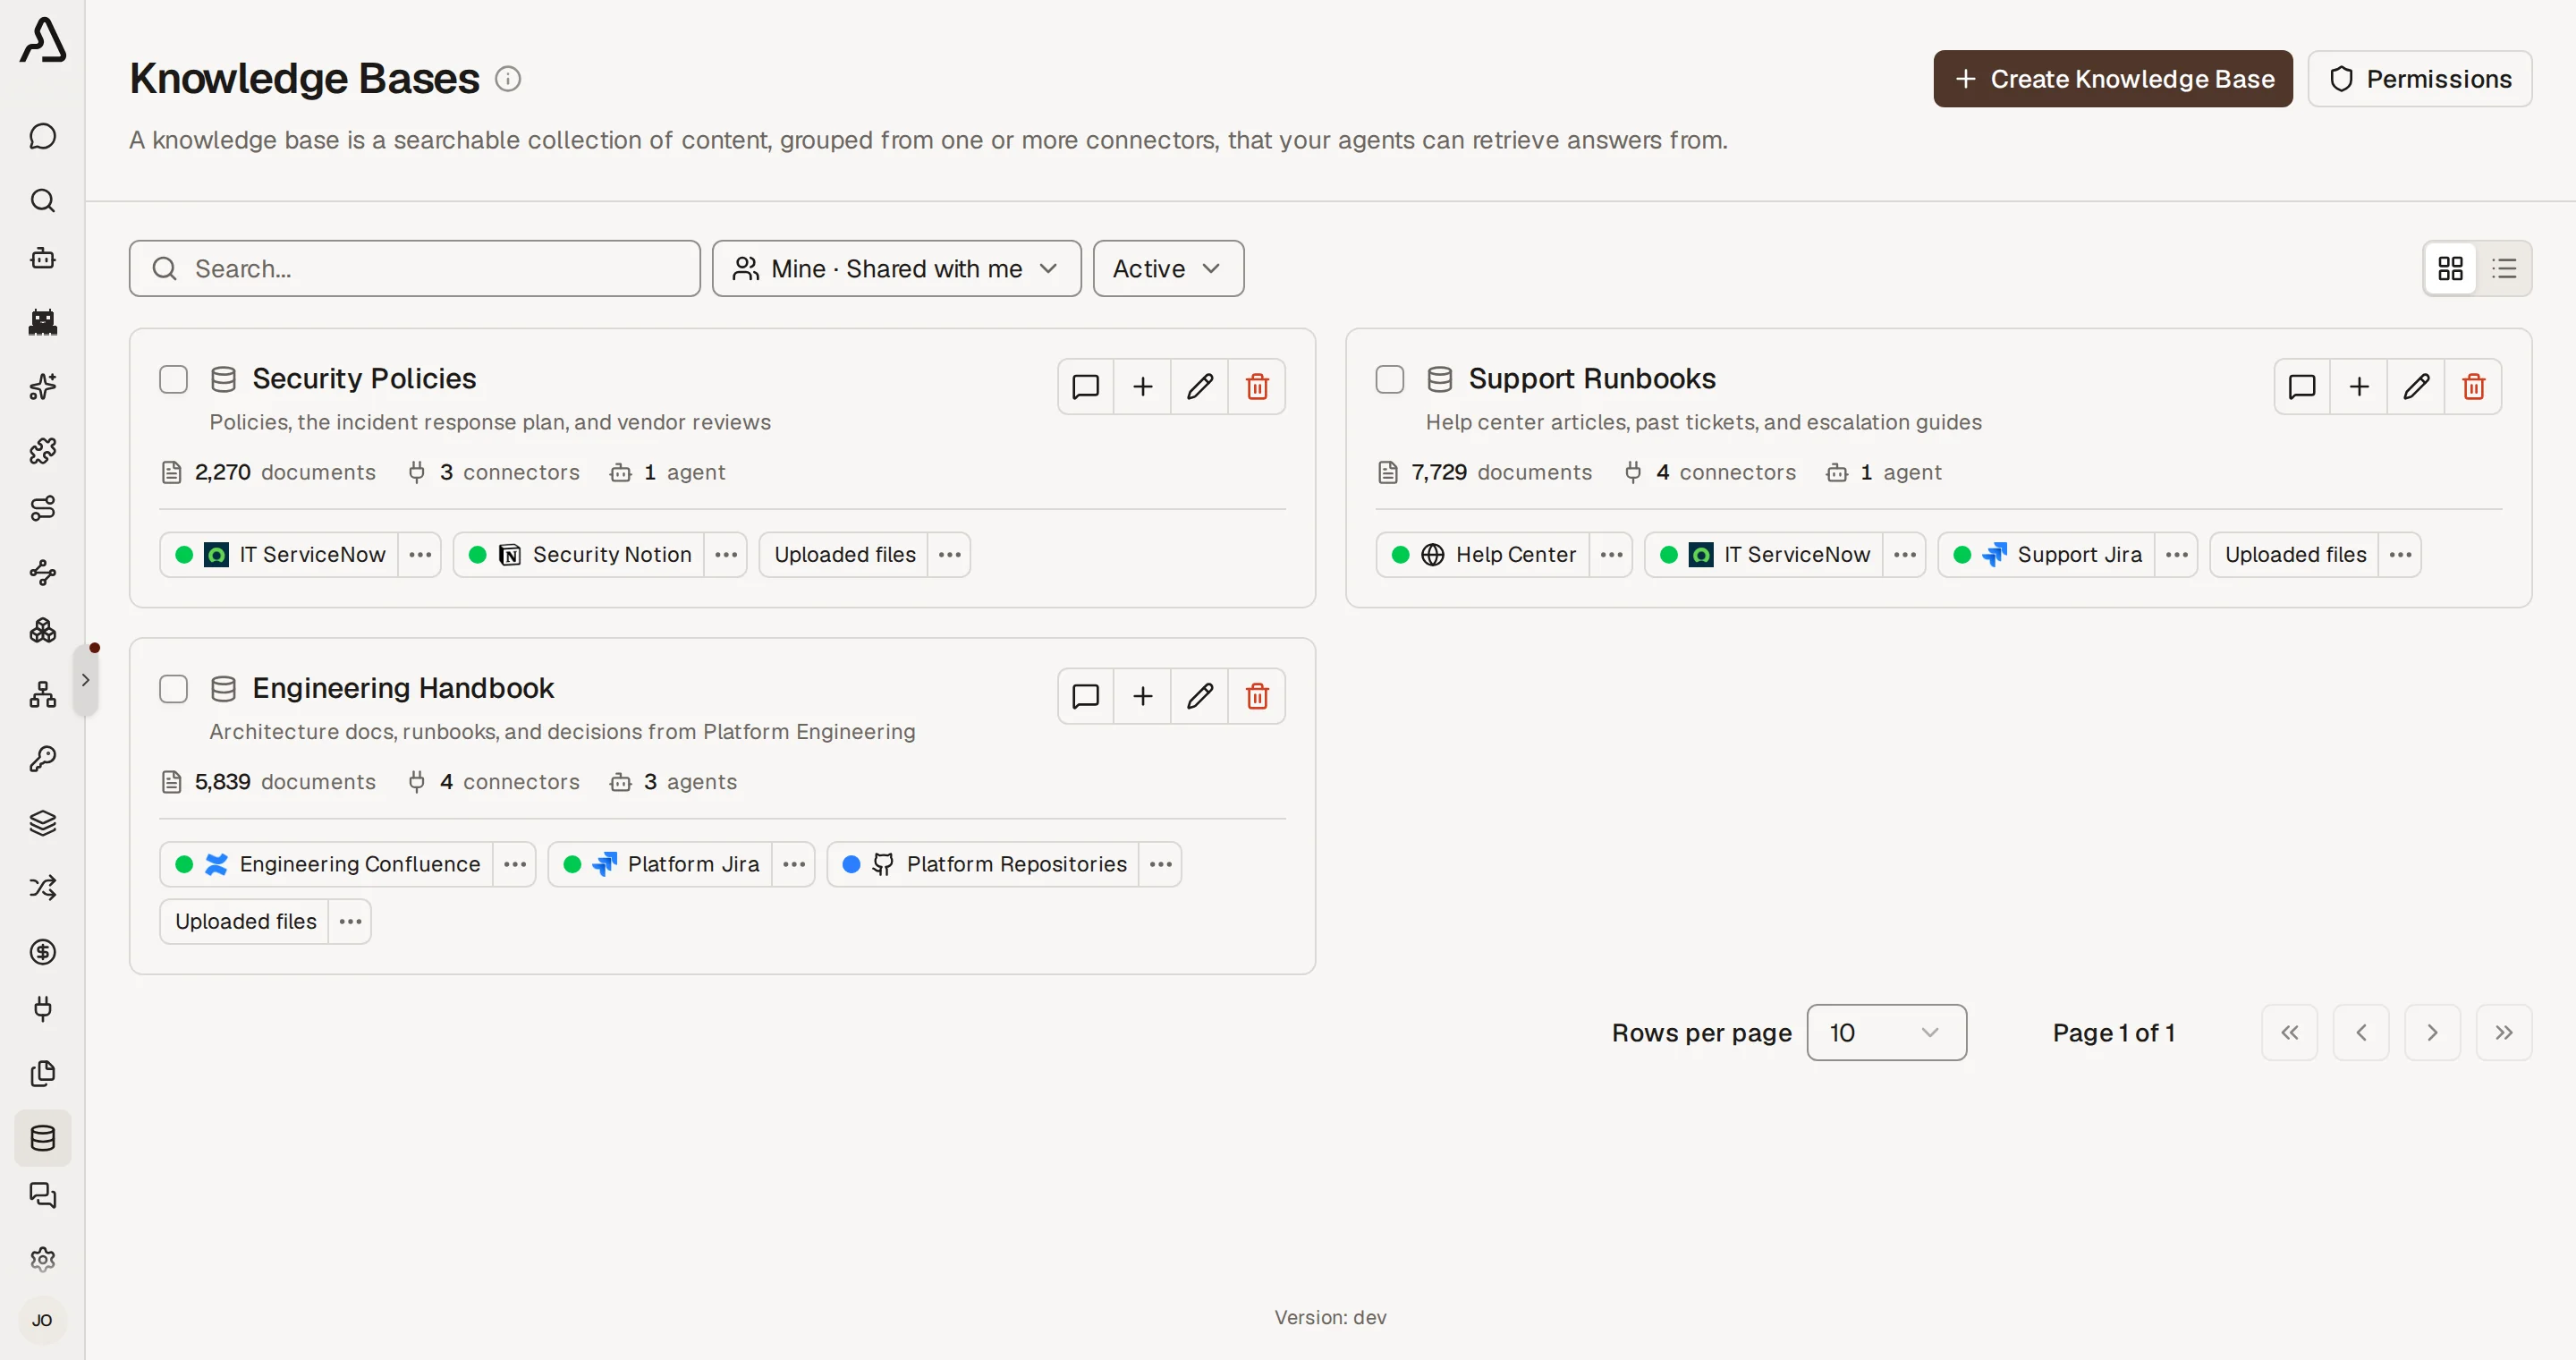 Knowledge Bases
Create Knowledge Base
Permissions
A knowledge base is a searchable collection of content, grouped from one or more connectors, that your agents can retrieve answers from.
Search...
Mine · Shared with me
Active
Security Policies
Policies, the incident response plan, and vendor reviews
2,270 documents 3 connectors 1 agent
IT ServiceNow Security Notion Uploaded files
Support Runbooks
Help center articles, past tickets, and escalation guides
7,729 documents 4 connectors 1 agent
Help Center IT ServiceNow Support Jira Uploaded files
Engineering Handbook
Architecture docs, runbooks, and decisions from Platform Engineering
5,839 documents 4 connectors 3 agents
Engineering Confluence Platform Jira Platform Repositories
Uploaded files
Rows per page 10 Page 1 of 1
JO
Version: dev